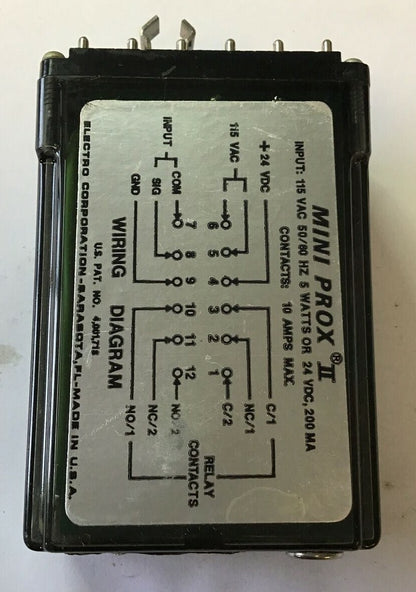 MINI PROX ® II
INPUT: 115 VAC 50/60 HZ 5 WATTS OR 24 VDC, 200 MA
CONTACTS: 10 AMPS MAX.
+24 VDC
115 VAC
INPUT
COM
SIG
GND
6 5 4 3 2 1
7 8 9 10 11 12
C/1
NC/1
C/2
NO/2
NC/2
NO/1
RELAY
CONTACTS
WIRING DIAGRAM
U.S. PAT. NO. 4,001,718
ELECTRO CORPORATION-SARASOTA, FL-MADE IN U.S.A.